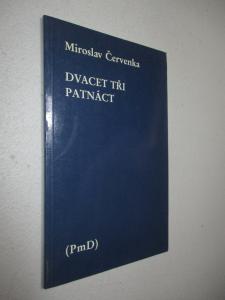 Miroslav Červenka
DVACET TŘI
PATNÁCT
(PmD)